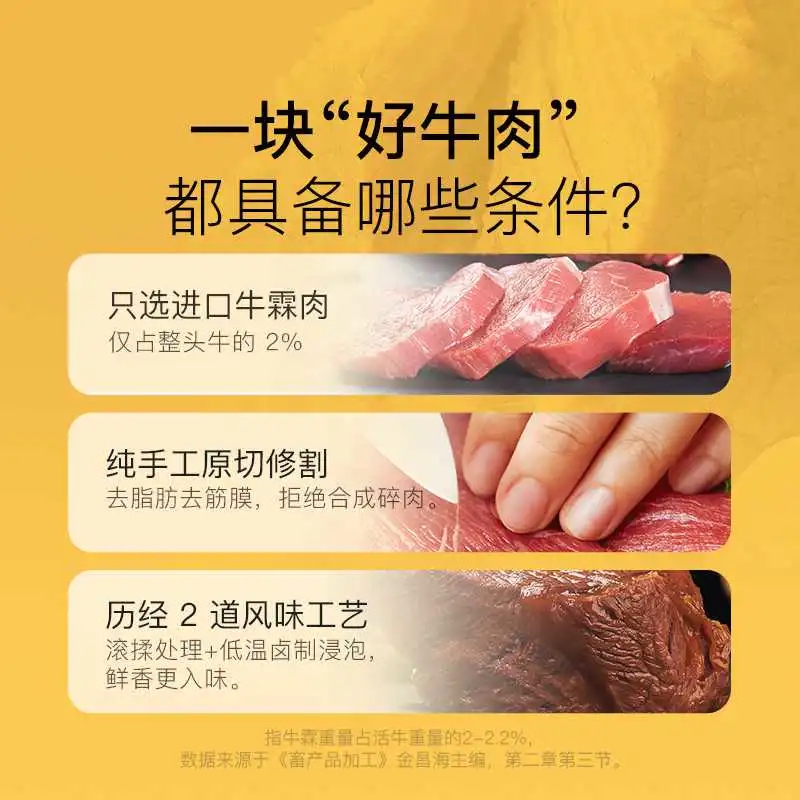 一块“好牛肉”
都具备哪些条件？
只选进口牛霖肉
仅占整头牛的 2%
纯手工原切修割
去脂肪去筋膜，拒绝合成碎肉。
历经 2 道风味工艺
滚揉处理+低温卤制浸泡，
鲜香更入味。
指牛霖重量占活牛重量的2-2.2%，
数据来源于《畜产品加工》金昌海主编，第二章第三节。